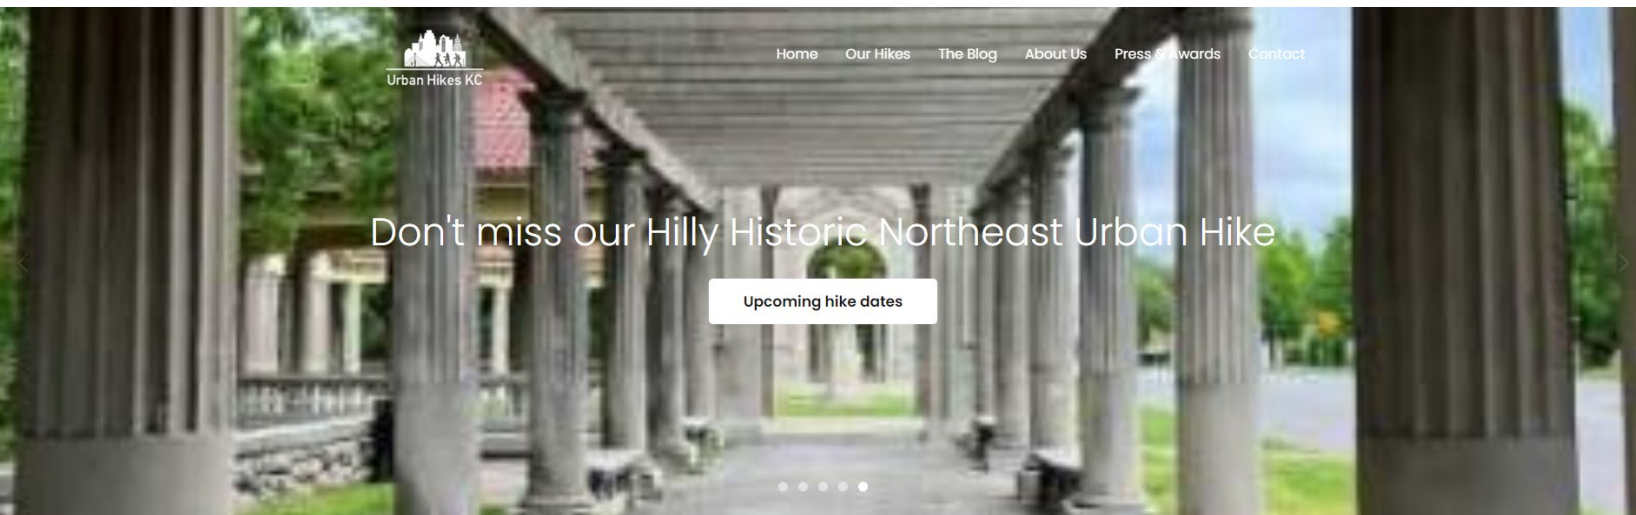 Urban Hikes KC
Home Our Hikes The Blog About Us Press & Awards Contact
Don't miss our Hilly Historic Northeast Urban Hike
Upcoming hike dates